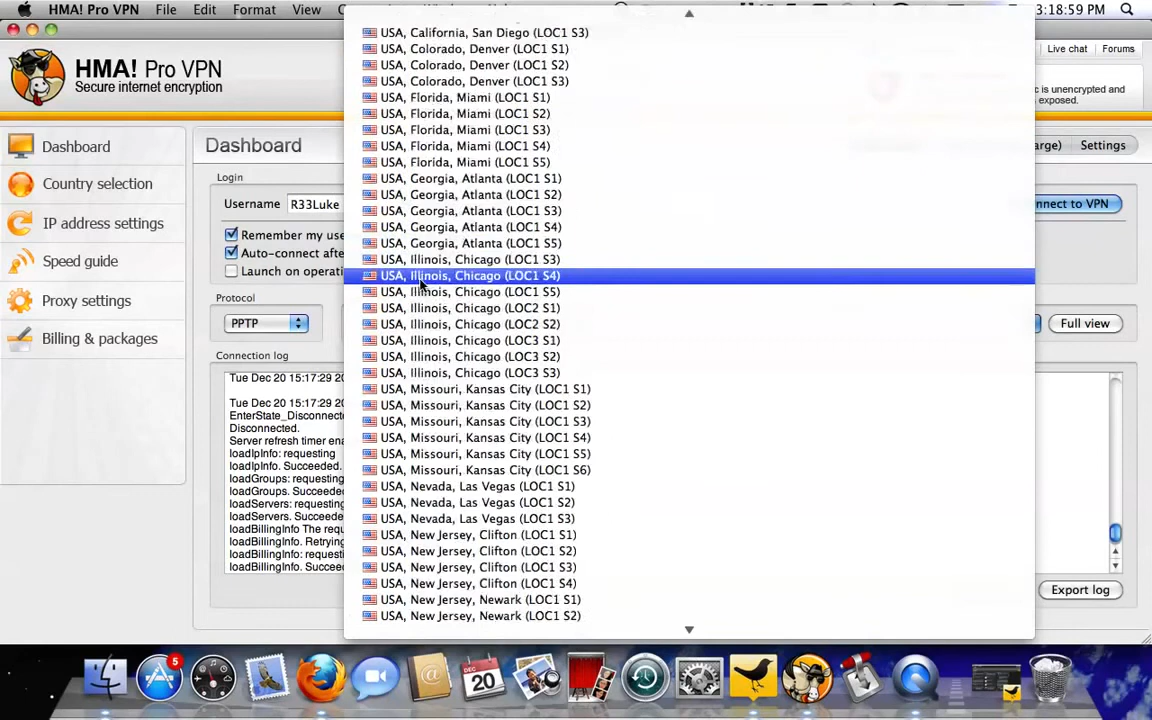 HMA! Pro VPN File Edit Format View 3:18:59 PM
HMA! Pro VPN
Secure internet encryption
Live chat Forums
is unencrypted and
exposed.
Dashboard
Country selection
IP address settings
Speed guide
Proxy settings
Billing & packages
Dashboard
Settings
Login
Username R33Luke
nnect to VPN
Remember my use
Auto-connect afte
Launch on operati
Protocol
PPTP
Full view
Connection log
Tue Dec 20 15:17:29 20
Tue Dec 20 15:17:29 20
EnterState_Disconnecte
Disconnected.
Server refresh timer ena
loadIpInfo: requesting
loadIpInfo. Succeeded.
loadGroups: requesting
loadGroups. Succeeded
loadServers: requesting
loadServers. Succeede
loadBillingInfo The requ
loadBillingInfo. Retrying
loadBillingInfo: requesti
loadBillingInfo. Succeed
Export log
USA, California, San Diego (LOC1 S3)
USA, Colorado, Denver (LOC1 S1)
USA, Colorado, Denver (LOC1 S2)
USA, Colorado, Denver (LOC1 S3)
USA, Florida, Miami (LOC1 S1)
USA, Florida, Miami (LOC1 S2)
USA, Florida, Miami (LOC1 S3)
USA, Florida, Miami (LOC1 S4)
USA, Florida, Miami (LOC1 S5)
USA, Georgia, Atlanta (LOC1 S1)
USA, Georgia, Atlanta (LOC1 S2)
USA, Georgia, Atlanta (LOC1 S3)
USA, Georgia, Atlanta (LOC1 S4)
USA, Georgia, Atlanta (LOC1 S5)
USA, Illinois, Chicago (LOC1 S3)
USA, Illinois, Chicago (LOC1 S4)
USA, Illinois, Chicago (LOC1 S5)
USA, Illinois, Chicago (LOC2 S1)
USA, Illinois, Chicago (LOC2 S2)
USA, Illinois, Chicago (LOC3 S1)
USA, Illinois, Chicago (LOC3 S2)
USA, Illinois, Chicago (LOC3 S3)
USA, Missouri, Kansas City (LOC1 S1)
USA, Missouri, Kansas City (LOC1 S2)
USA, Missouri, Kansas City (LOC1 S3)
USA, Missouri, Kansas City (LOC1 S4)
USA, Missouri, Kansas City (LOC1 S5)
USA, Missouri, Kansas City (LOC1 S6)
USA, Nevada, Las Vegas (LOC1 S1)
USA, Nevada, Las Vegas (LOC1 S2)
USA, Nevada, Las Vegas (LOC1 S3)
USA, New Jersey, Clifton (LOC1 S1)
USA, New Jersey, Clifton (LOC1 S2)
USA, New Jersey, Clifton (LOC1 S3)
USA, New Jersey, Clifton (LOC1 S4)
USA, New Jersey, Newark (LOC1 S1)
USA, New Jersey, Newark (LOC1 S2)
5
DEC
20